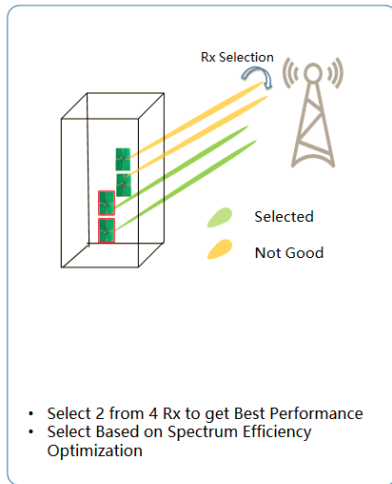 Rx Selection
Selected
Not Good
• Select 2 from 4 Rx to get Best Performance
• Select Based on Spectrum Efficiency
Optimization